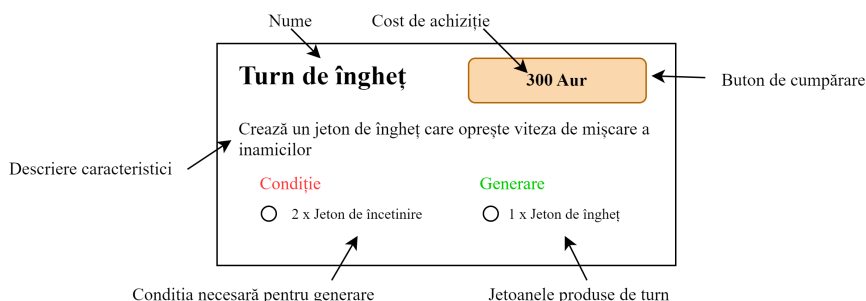 Nume
Cost de achiziție
Turn de îngheț
300 Aur
Buton de cumpărare
Crează un jeton de îngheț care oprește viteza de mișcare a
inamicilor
Descriere caracteristici
Condiție
Generare
2 x Jeton de încetinire
1 x Jeton de îngheț
Condiția necesară pentru generare
Jetoanele produse de turn